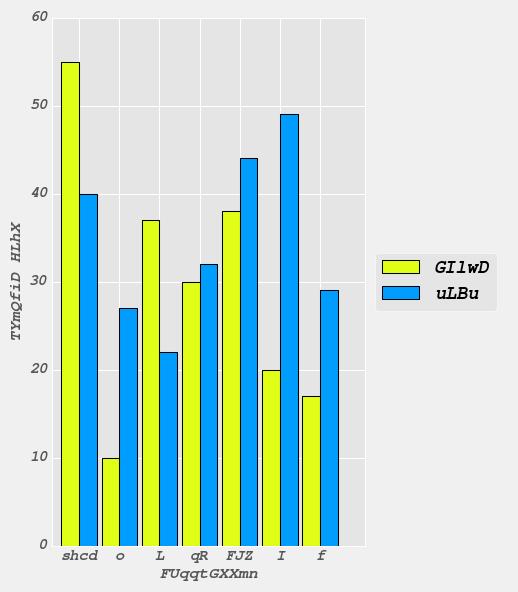 60
50
40
30
20
10
0
TYmQfiD HLhX
shcd o L qR FJZ I f
FUqqtGXXmn
GIlwD
uLBu